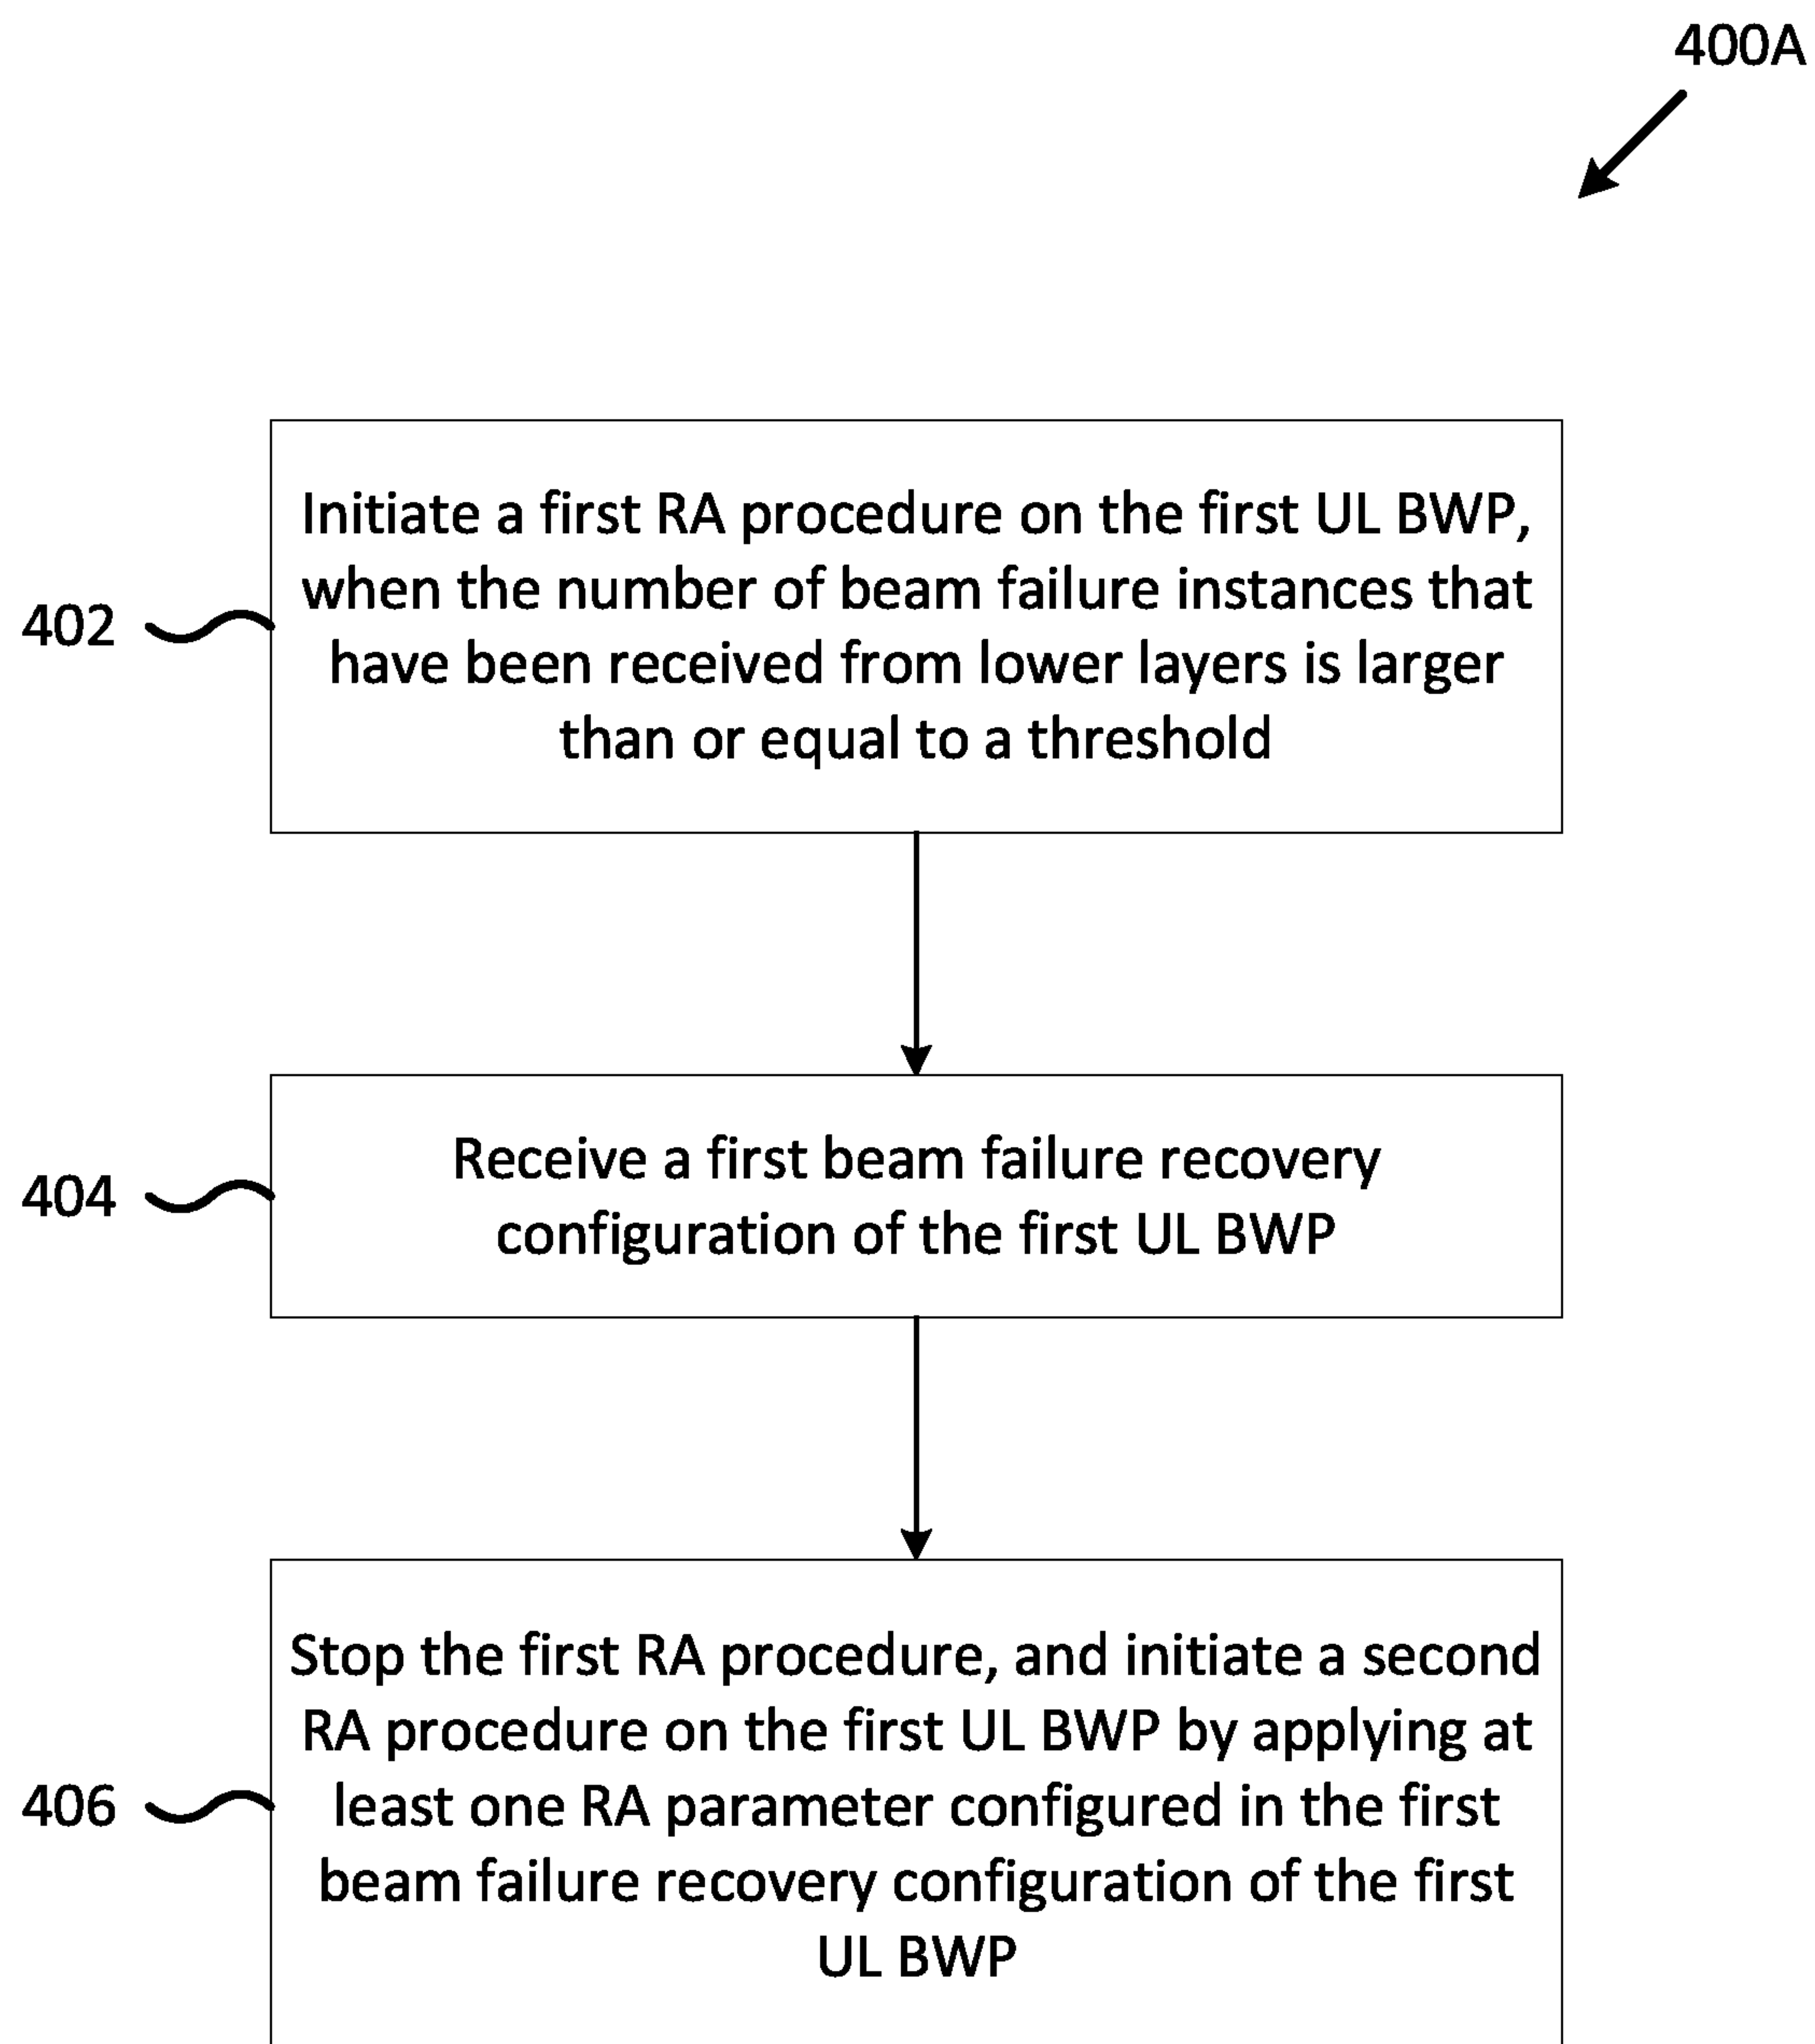 400A
Initiate a first RA procedure on the first UL BWP,
when the number of beam failure instances that
have been received from lower layers is larger
than or equal to a threshold
402
Receive a first beam failure recovery
configuration of the first UL BWP
404
Stop the first RA procedure, and initiate a second
RA procedure on the first UL BWP by applying at
least one RA parameter configured in the first
beam failure recovery configuration of the first
UL BWP
406